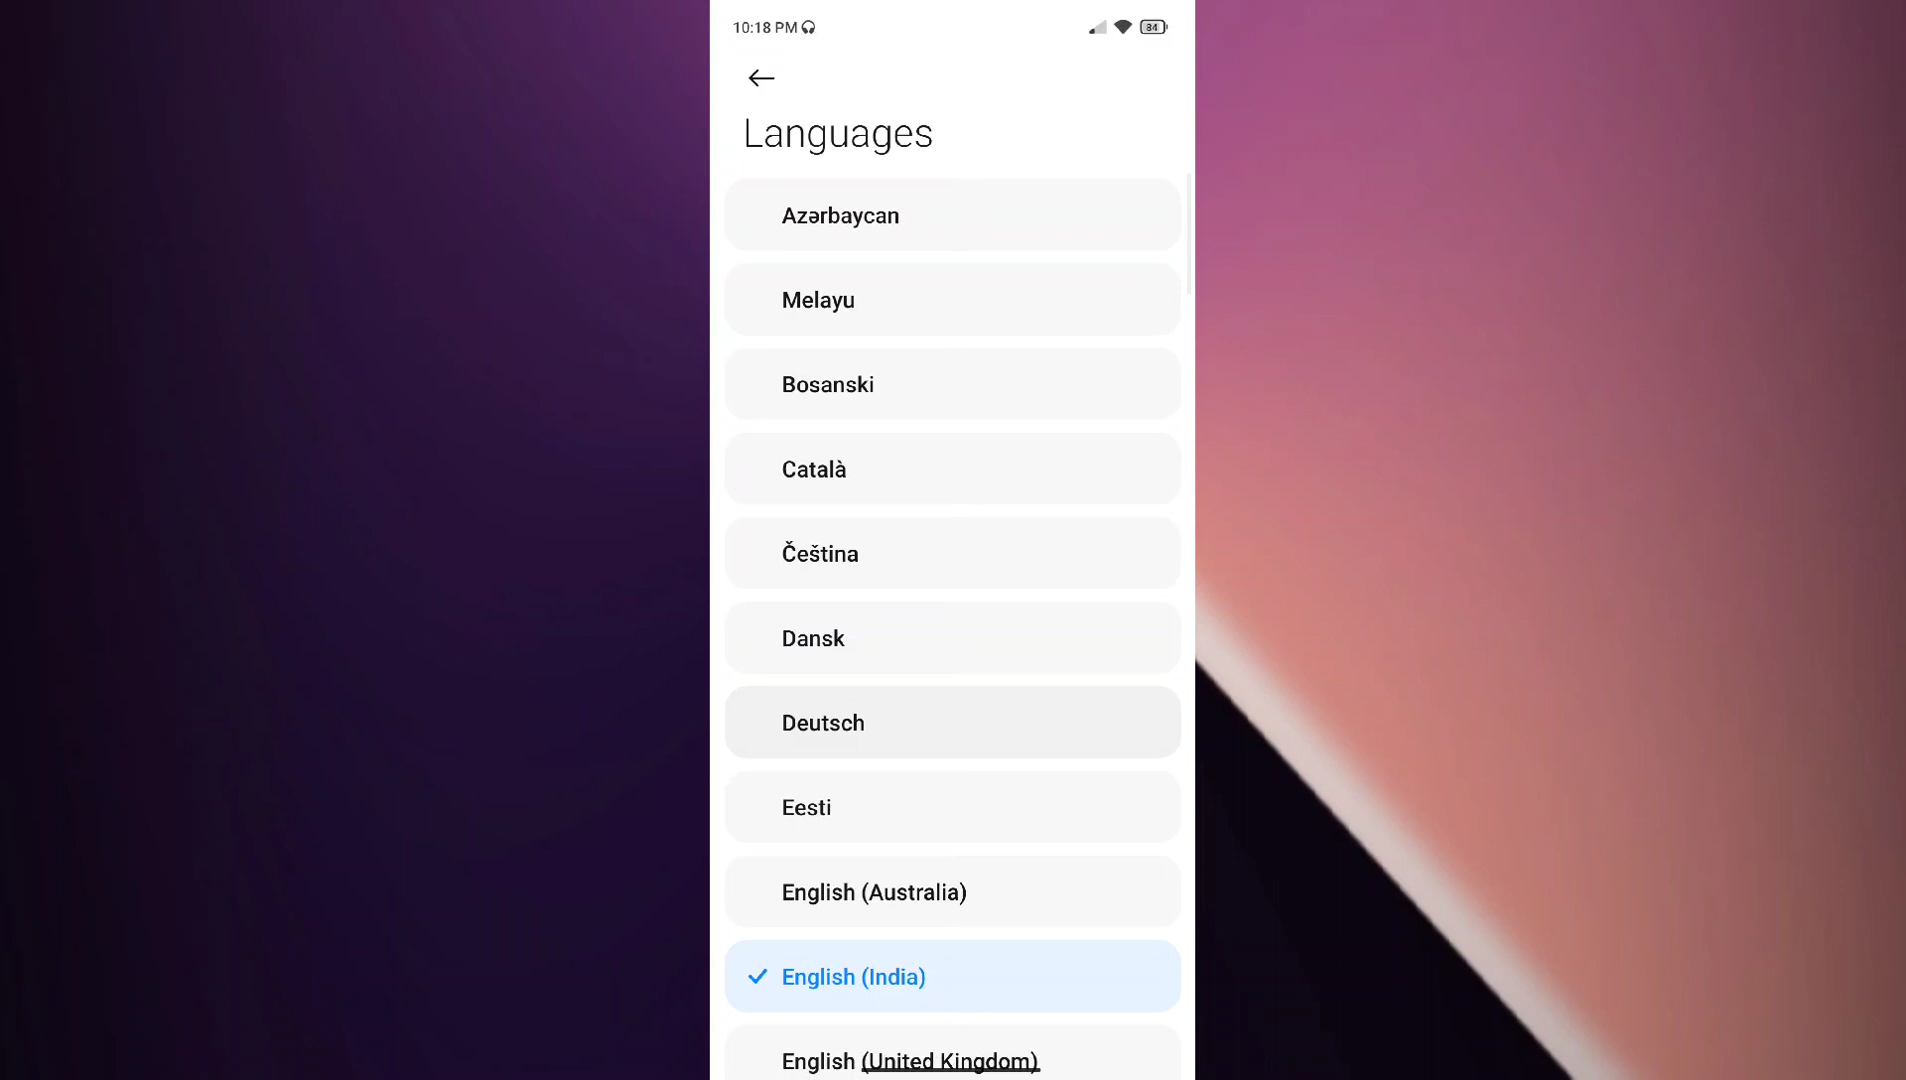 10:18 PM
84
Languages
Azərbaycan
Melayu
Bosanski
Català
Čeština
Dansk
Deutsch
Eesti
English (Australia)
English (India)
English (United Kingdom)